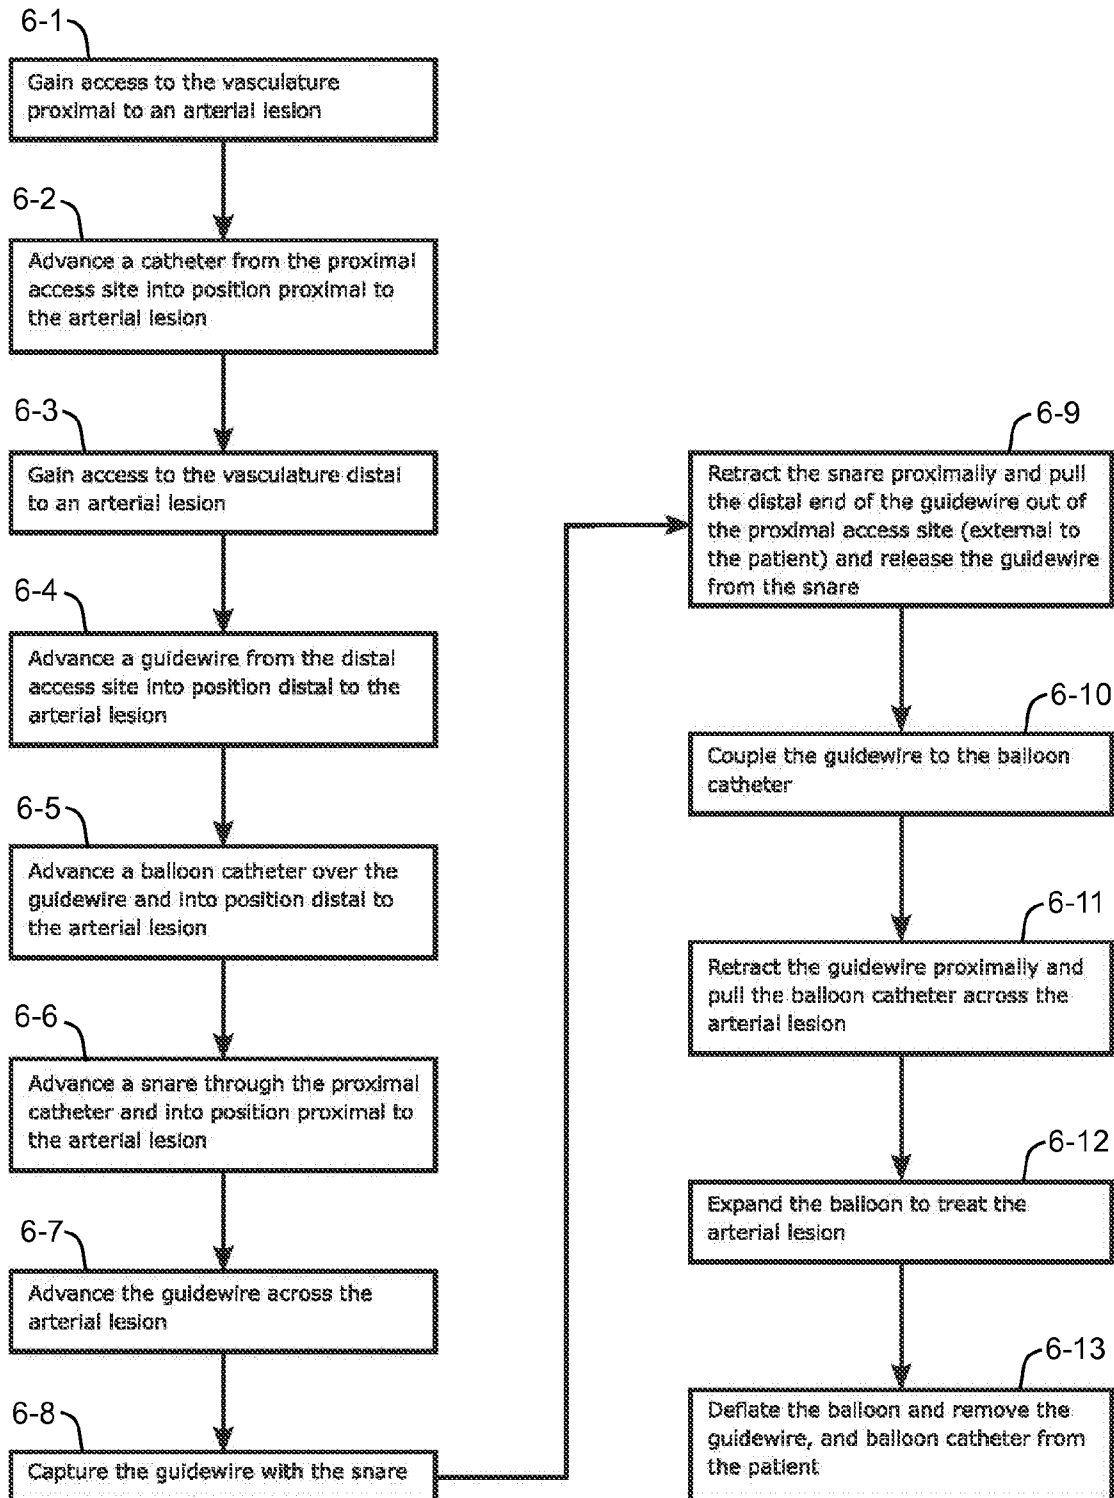 6-1
Gain access to the vasculature
proximal to an arterial lesion
6-2
Advance a catheter from the proximal
access site into position proximal to
the arterial lesion
6-3
Gain access to the vasculature distal
to an arterial lesion
6-4
Advance a guidewire from the distal
access site into position distal to the
arterial lesion
6-5
Advance a balloon catheter over the
guidewire and into position distal to
the arterial lesion
6-6
Advance a snare through the proximal
catheter and into position proximal to
the arterial lesion
6-7
Advance the guidewire across the
arterial lesion
6-8
Capture the guidewire with the snare
6-9
Retract the snare proximally and pull
the distal end of the guidewire out of
the proximal access site (external to
the patient) and release the guidewire
from the snare
6-10
Couple the guidewire to the balloon
catheter
6-11
Retract the guidewire proximally and
pull the balloon catheter across the
arterial lesion
6-12
Expand the balloon to treat the
arterial lesion
6-13
Deflate the balloon and remove the
guidewire, and balloon catheter from
the patient